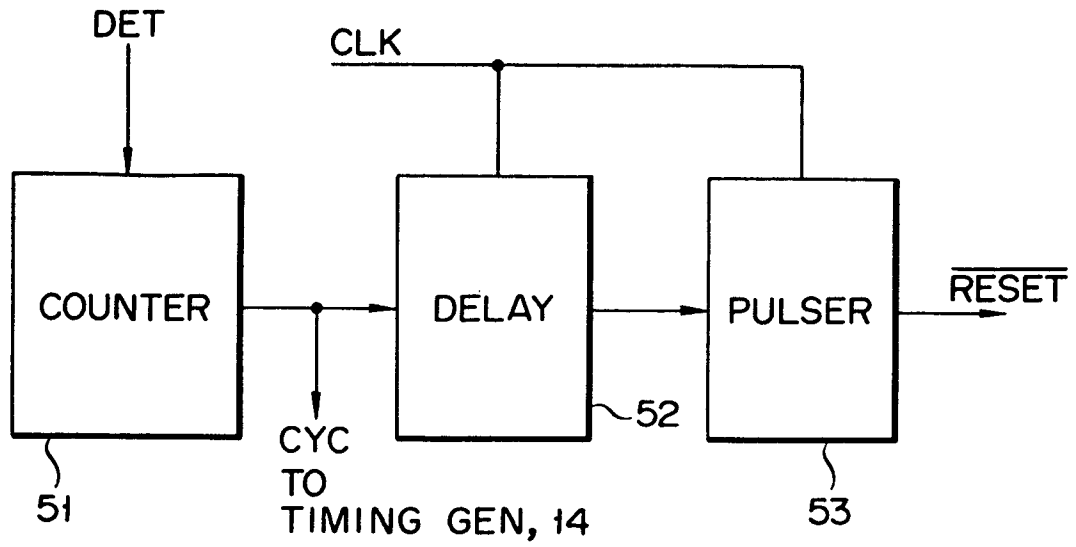 DET
CLK
COUNTER
DELAY
PULSER
RESET
CYC
TO
TIMING GEN, 14
51
52
53